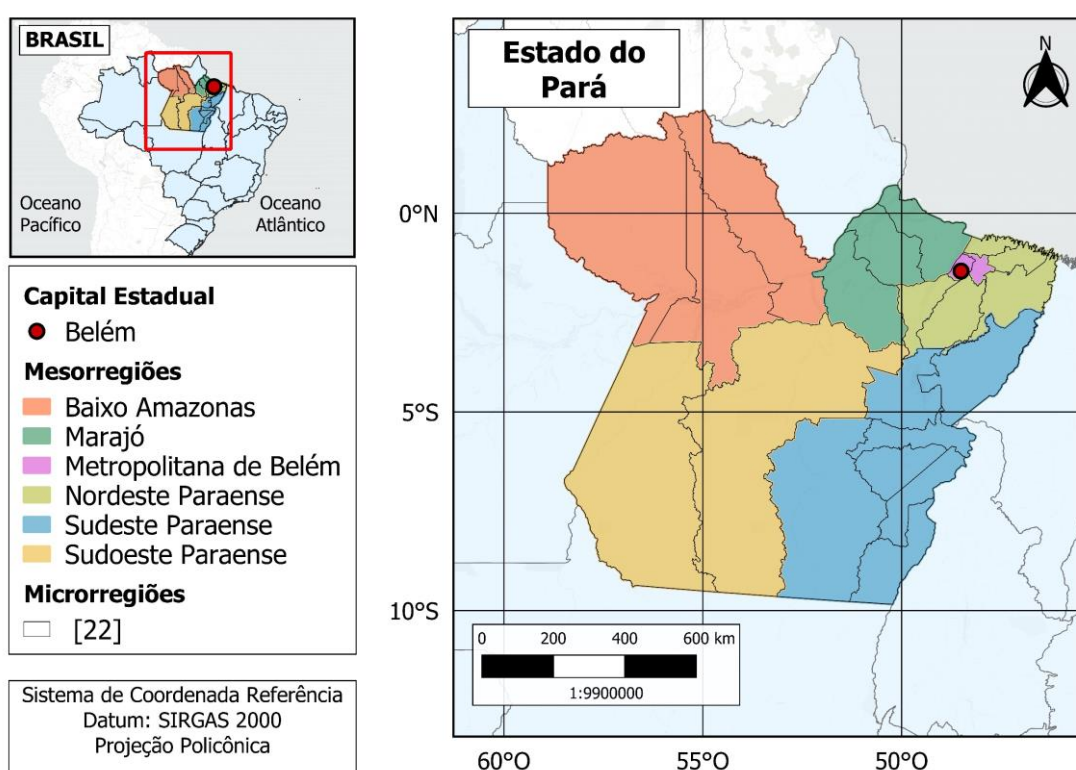 BRASIL
Oceano
Pacífico
Oceano
Atlântico
Capital Estadual
Belém
Mesorregiões
Baixo Amazonas
Marajó
Metropolitana de Belém
Nordeste Paraense
Sudeste Paraense
Sudoeste Paraense
Microrregiões
[22]
Sistema de Coordenada Referência
Datum: SIRGAS 2000
Projeção Policônica
Estado do
Pará
N
0°N
5°S
10°S
0 200 400 600 km
1:9900000
60°O 55°O 50°O